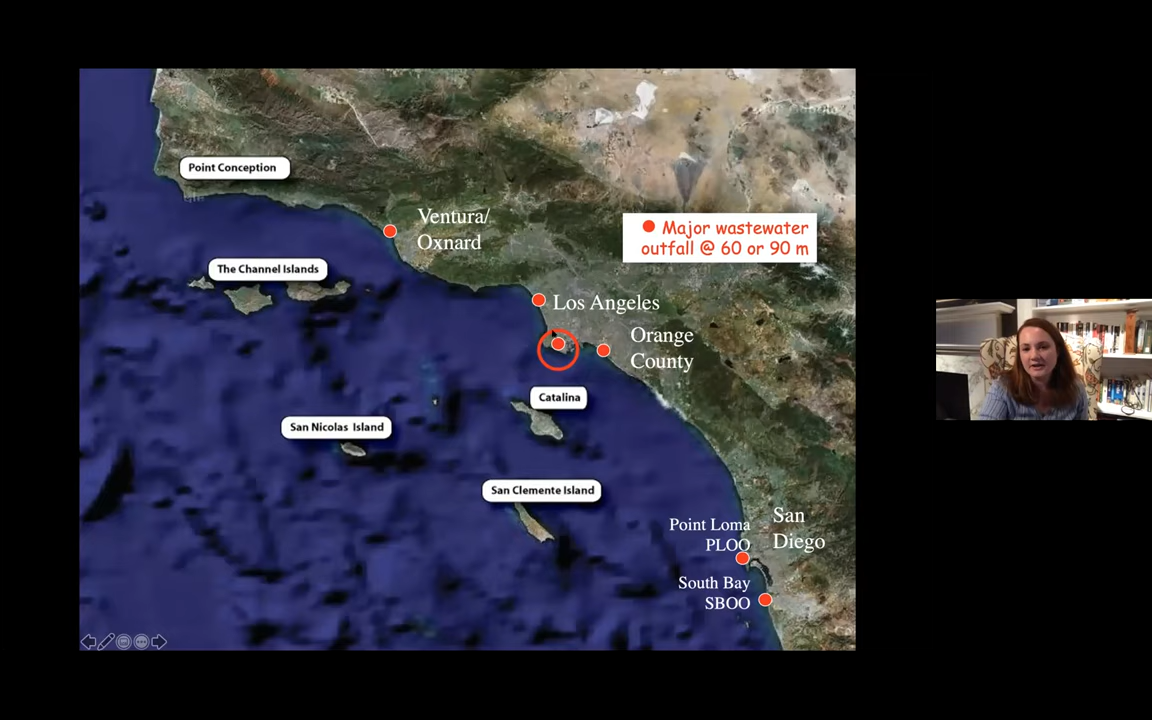 Point Conception
Ventura/
Oxnard
Major wastewater
outfall @ 60 or 90 m
The Channel Islands
Los Angeles
Orange
County
Catalina
San Nicolas Island
San Clemente Island
Point Loma
PLOO
San
Diego
South Bay
SBOO